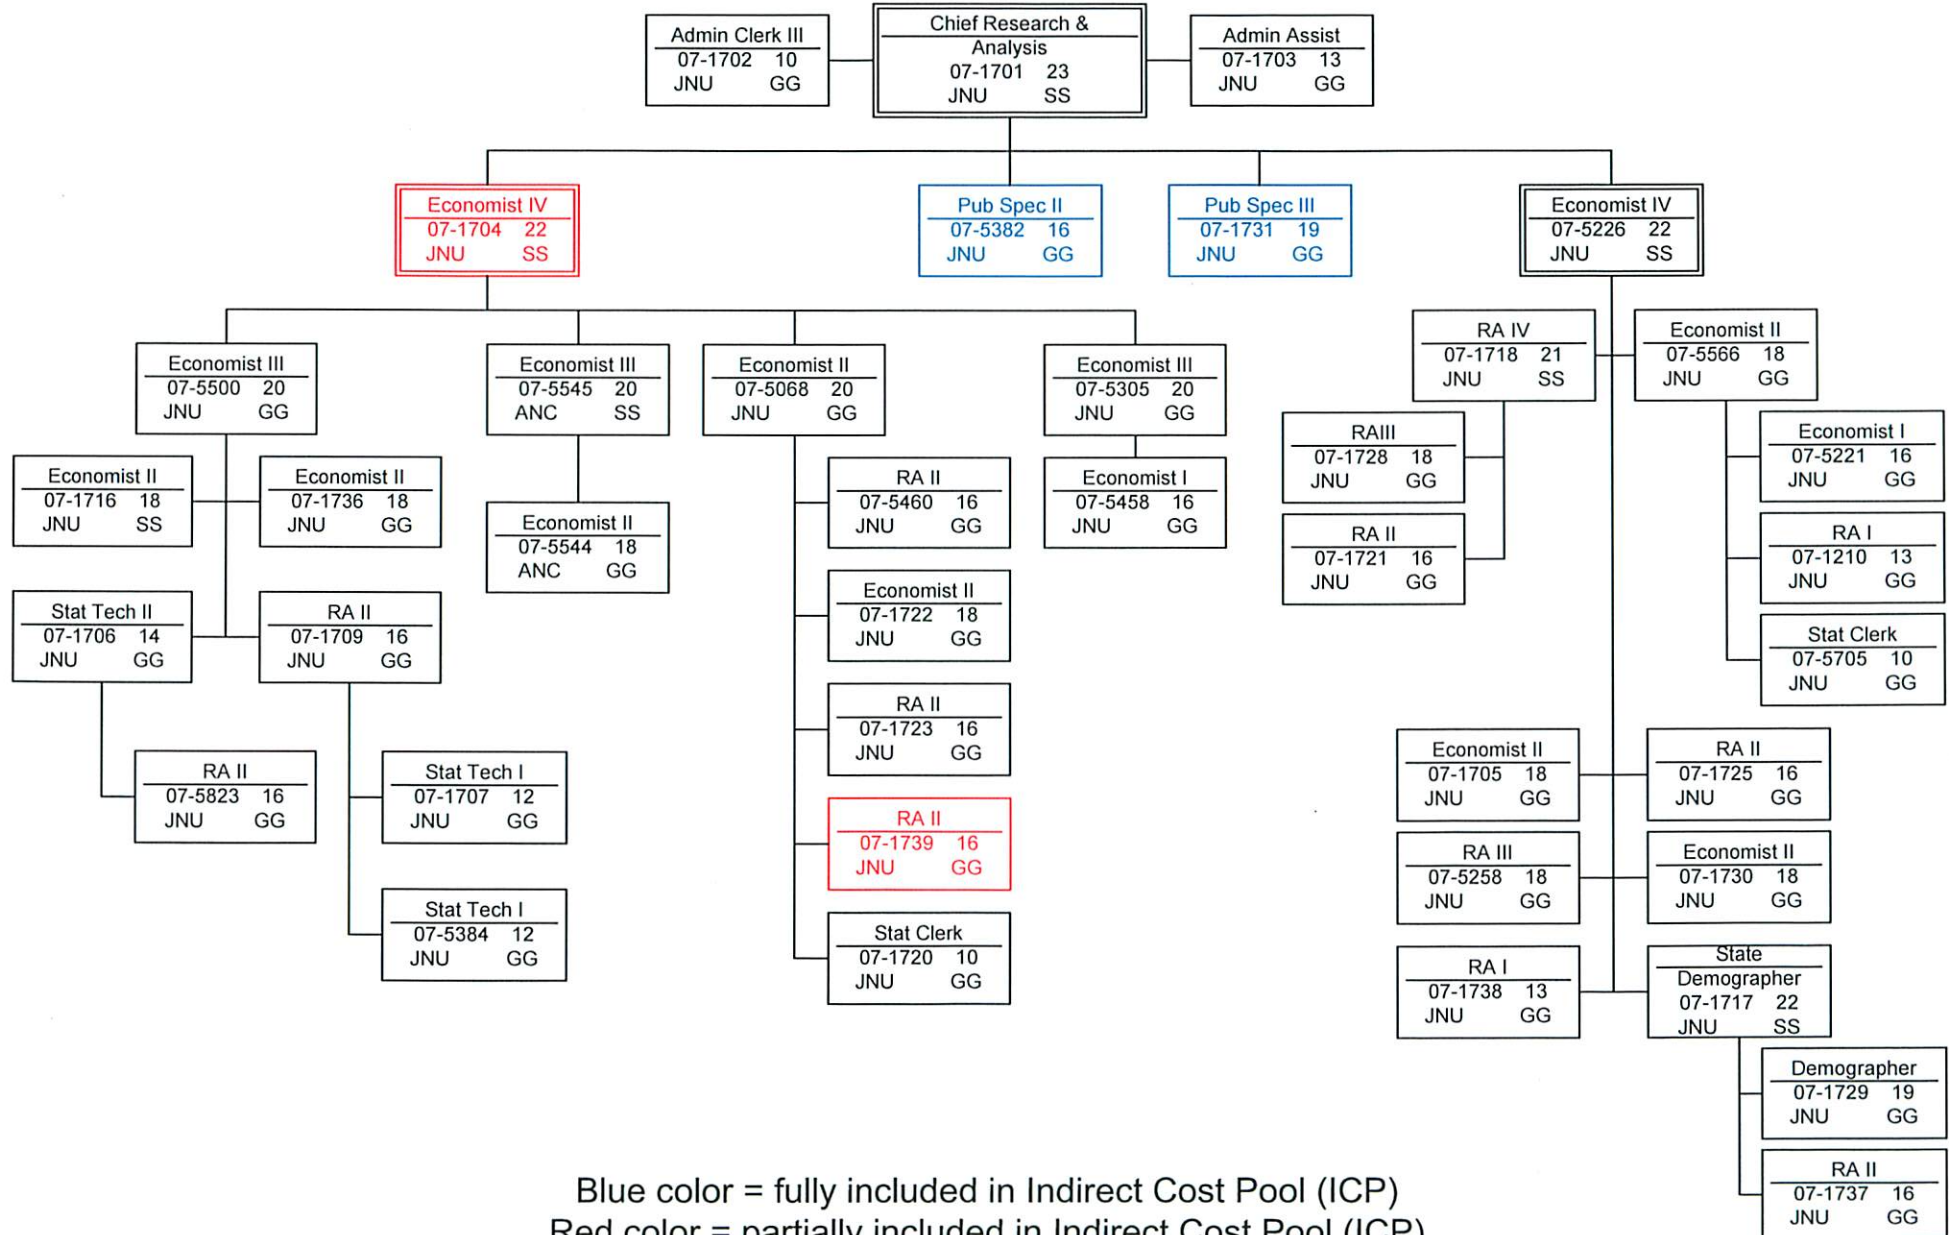 Admin Clerk III
07-1702 10
JNU GG
Chief Research &
Analysis
07-1701 23
JNU SS
Admin Assist
07-1703 13
JNU GG
Economist IV
07-1704 22
JNU SS
Pub Spec II
07-5382 16
JNU GG
Pub Spec III
07-1731 19
JNU GG
Economist IV
07-5226 22
JNU SS
Economist III
07-5500 20
JNU GG
Economist III
07-5545 20
ANC SS
Economist II
07-5068 20
JNU GG
Economist III
07-5305 20
JNU GG
RA IV
07-1718 21
JNU SS
Economist II
07-5566 18
JNU GG
Economist II
07-1716 18
JNU SS
Economist II
07-1736 18
JNU GG
Economist II
07-5544 18
ANC GG
RA II
07-5460 16
JNU GG
Economist I
07-5458 16
JNU GG
RAIII
07-1728 18
JNU GG
Economist I
07-5221 16
JNU GG
RA II
07-1721 16
JNU GG
RA I
07-1210 13
JNU GG
Stat Clerk
07-5705 10
JNU GG
Stat Tech II
07-1706 14
JNU GG
RA II
07-1709 16
JNU GG
Economist II
07-1722 18
JNU GG
RA II
07-1723 16
JNU GG
RA II
07-5823 16
JNU GG
Stat Tech I
07-1707 12
JNU GG
RA II
07-1739 16
JNU GG
Stat Tech I
07-5384 12
JNU GG
Stat Clerk
07-1720 10
JNU GG
Economist II
07-1705 18
JNU GG
RA II
07-1725 16
JNU GG
RA III
07-5258 18
JNU GG
Economist II
07-1730 18
JNU GG
RA I
07-1738 13
JNU GG
State
Demographer
07-1717 22
JNU SS
Demographer
07-1729 19
JNU GG
RA II
07-1737 16
JNU GG
Blue color = fully included in Indirect Cost Pool (ICP)
Red color = partially included in Indirect Cost Pool (ICP)